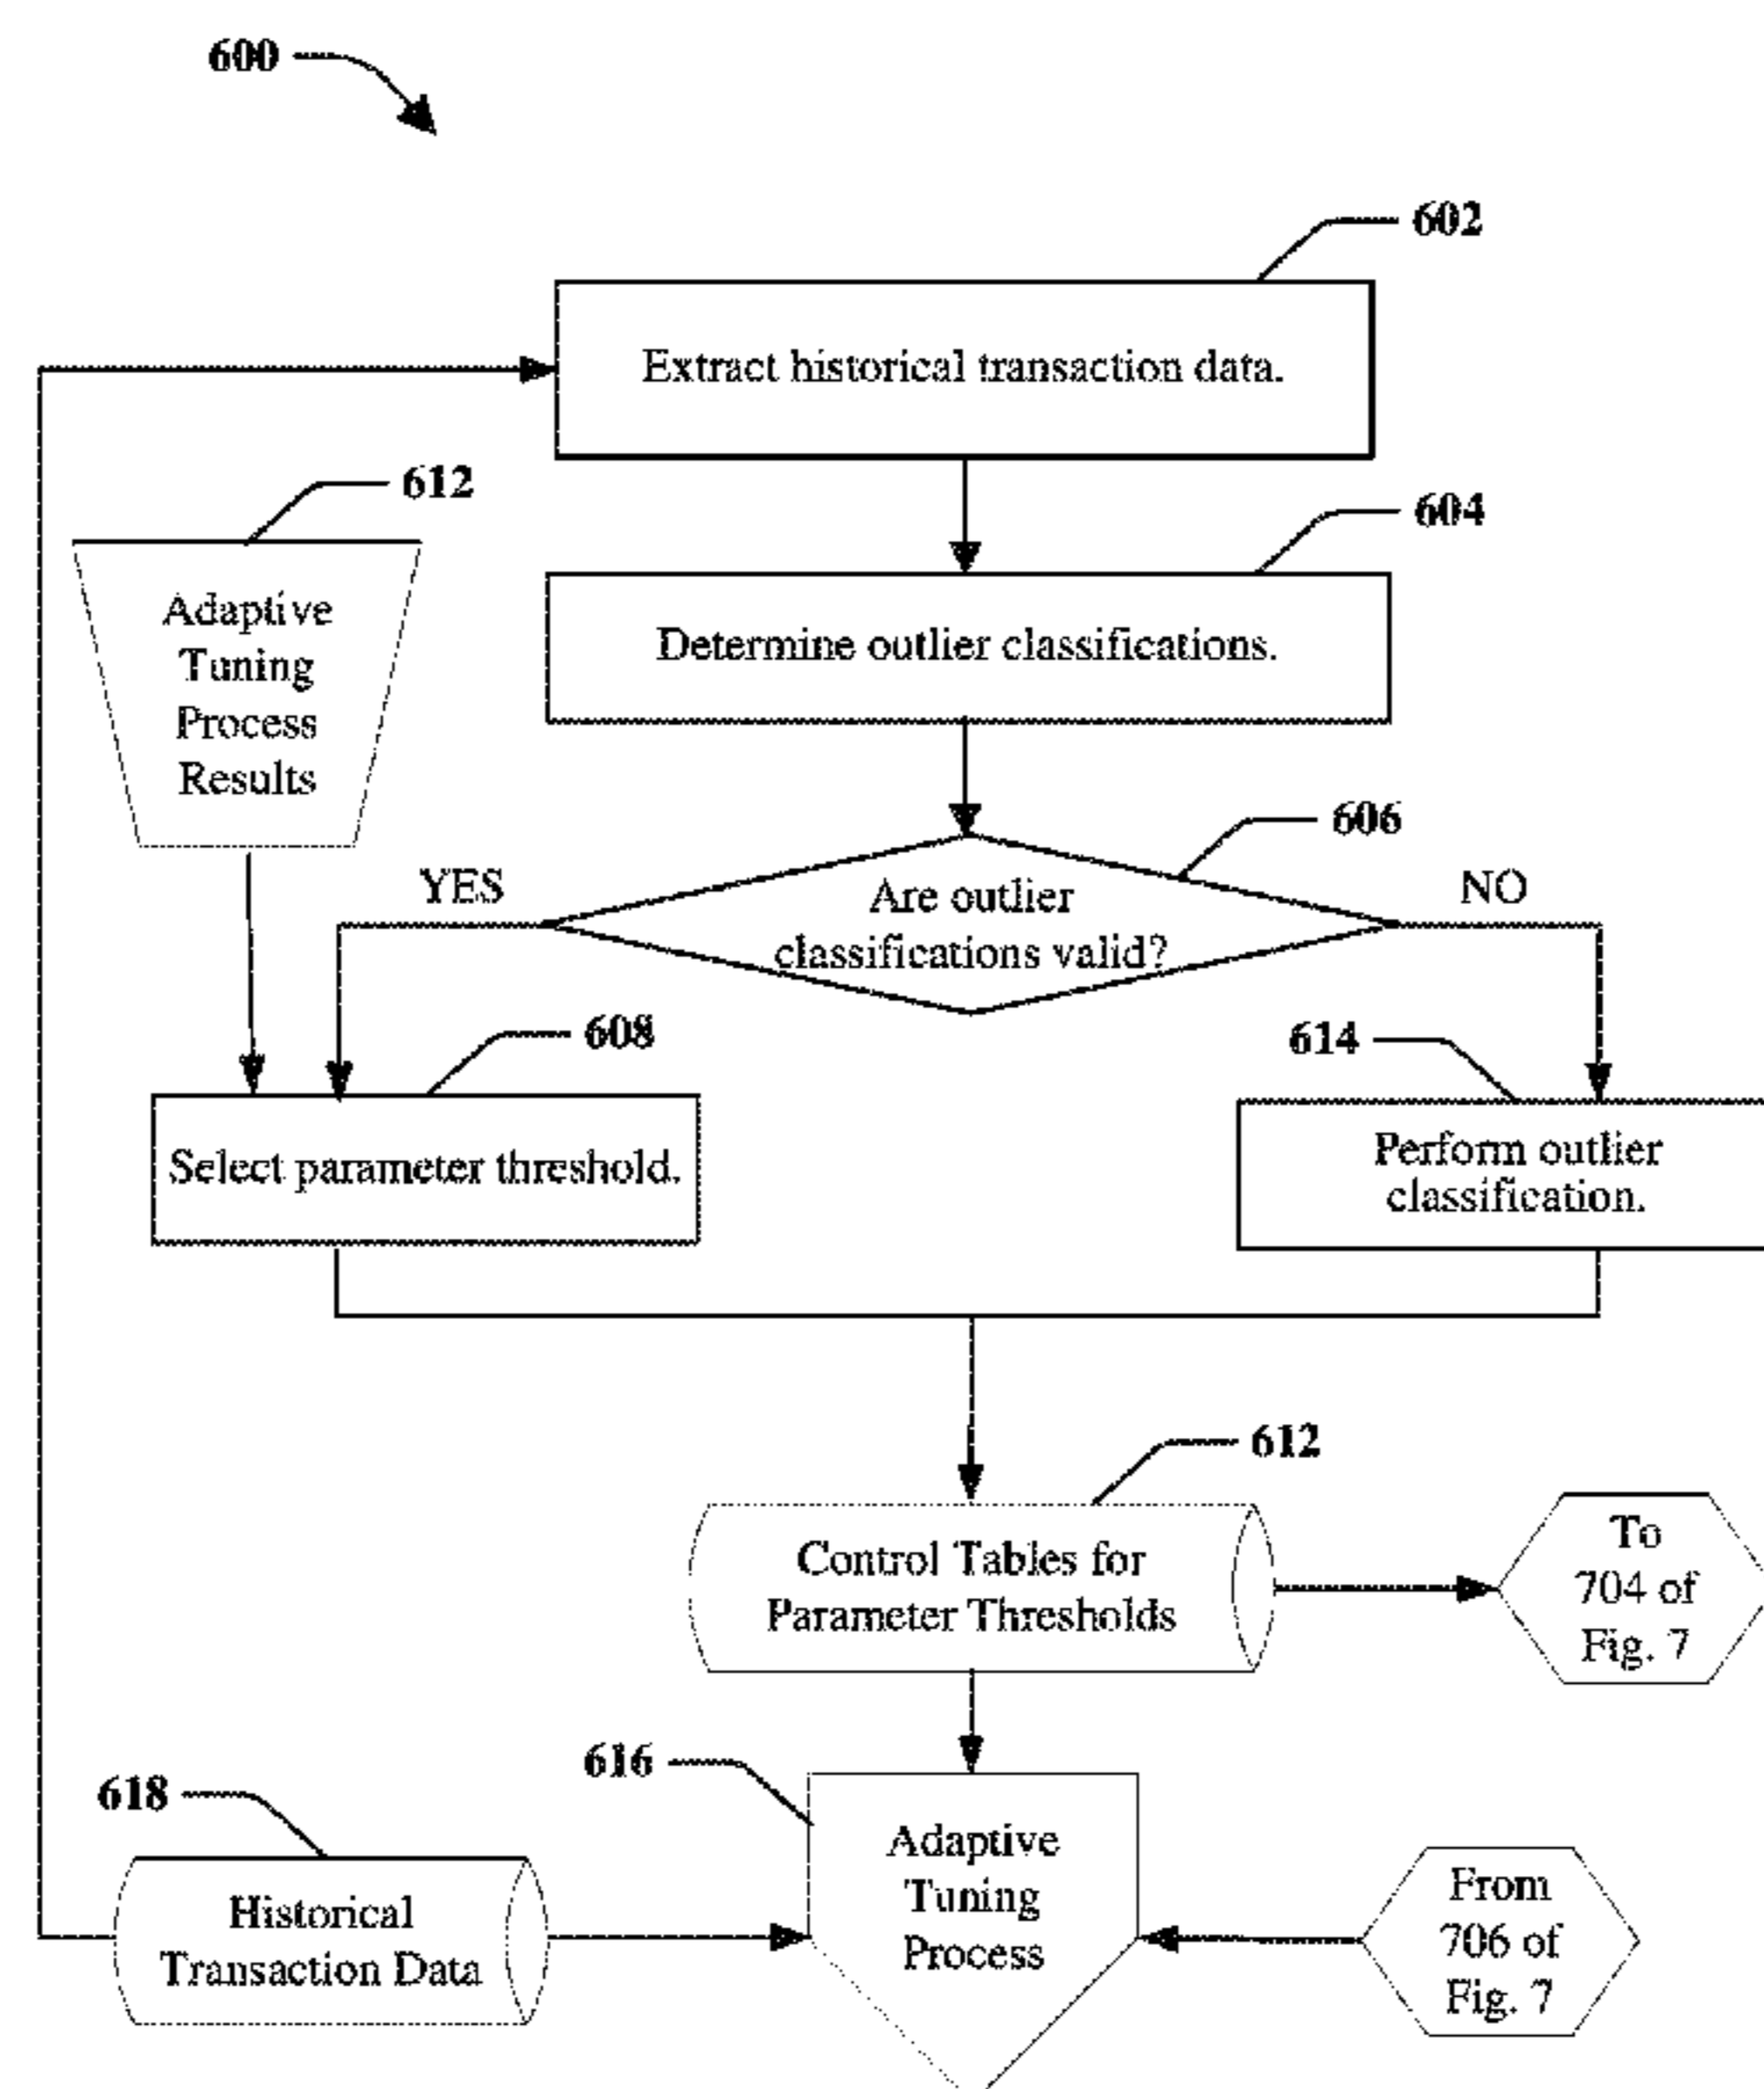 600
602
Extract historical transaction data.
612
604
Adaptive
Tuning
Process
Results
Determine outlier classifications.
606
YES
Are outlier
classifications valid?
NO
608
614
Select parameter threshold.
Perform outlier
classification.
612
Control Tables for
Parameter Thresholds
To
704 of
Fig. 7
616
618
Adaptive
Tuning
Process
Historical
Transaction Data
From
706 of
Fig. 7